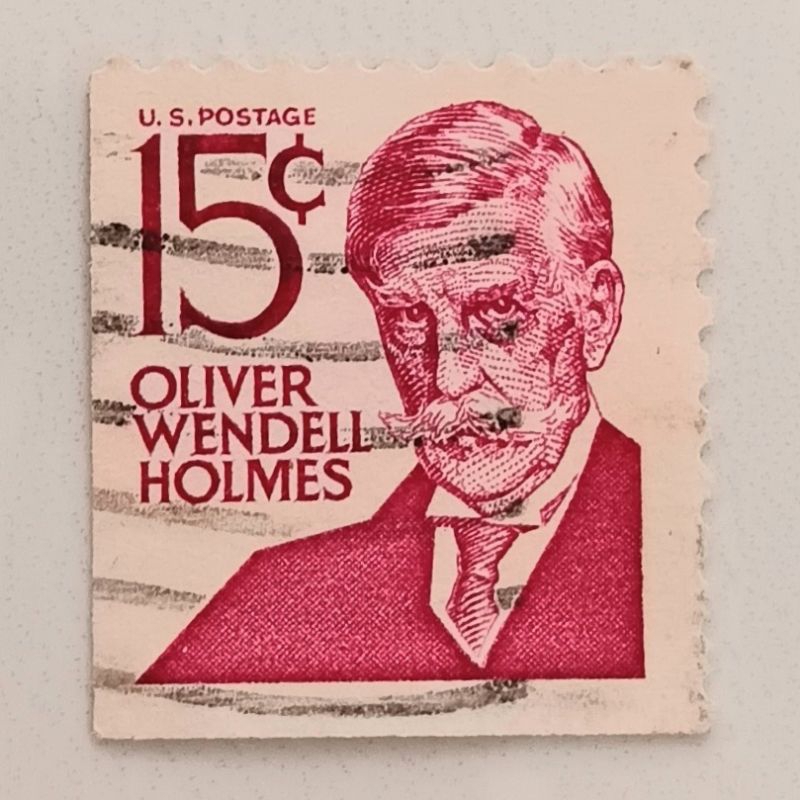 U. S. POSTAGE
15¢
OLIVER
WENDELL
HOLMES